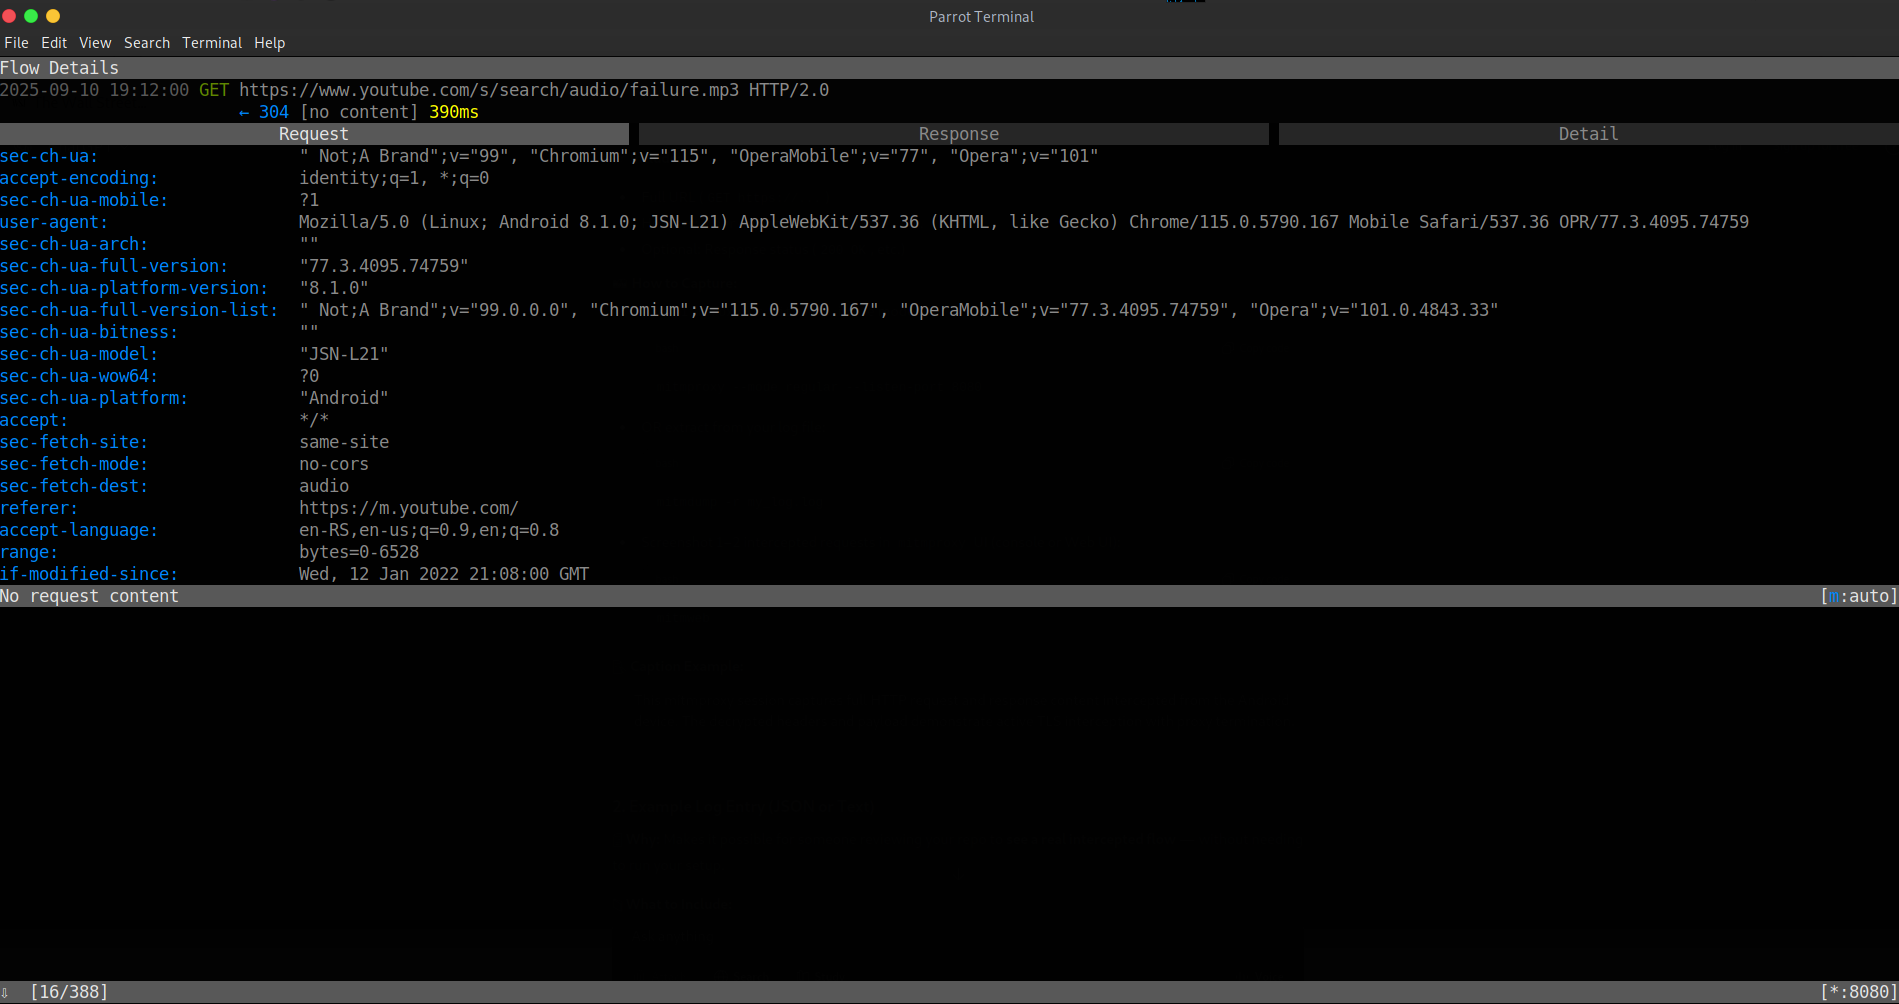 Parrot Terminal
File Edit View Search Terminal Help
Flow Details
2025-09-10 19:12:00 GET https://www.youtube.com/s/search/audio/failure.mp3 HTTP/2.0
← 304 [no content] 390ms
Request Response Detail
sec-ch-ua: " Not;A Brand";v="99", "Chromium";v="115", "OperaMobile";v="77", "Opera";v="101"
accept-encoding: identity;q=1, *;q=0
sec-ch-ua-mobile: ?1
user-agent: Mozilla/5.0 (Linux; Android 8.1.0; JSN-L21) AppleWebKit/537.36 (KHTML, like Gecko) Chrome/115.0.5790.167 Mobile Safari/537.36 OPR/77.3.4095.74759
sec-ch-ua-arch: ""
sec-ch-ua-full-version: "77.3.4095.74759"
sec-ch-ua-platform-version: "8.1.0"
sec-ch-ua-full-version-list: " Not;A Brand";v="99.0.0.0", "Chromium";v="115.0.5790.167", "OperaMobile";v="77.3.4095.74759", "Opera";v="101.0.4843.33"
sec-ch-ua-bitness: ""
sec-ch-ua-model: "JSN-L21"
sec-ch-ua-wow64: ?0
sec-ch-ua-platform: "Android"
accept: */*
sec-fetch-site: same-site
sec-fetch-mode: no-cors
sec-fetch-dest: audio
referer: https://m.youtube.com/
accept-language: en-RS,en-us;q=0.9,en;q=0.8
range: bytes=0-6528
if-modified-since: Wed, 12 Jan 2022 21:08:00 GMT
No request content [m:auto]
⇩ [16/388] [*:8080]